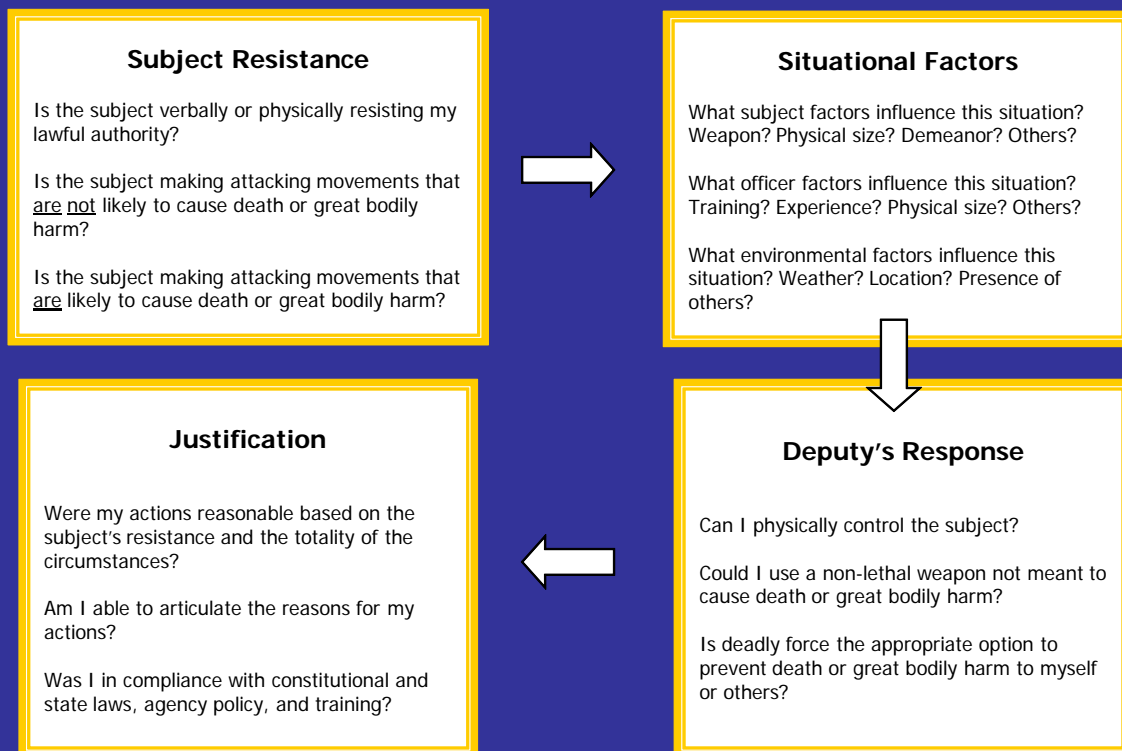 Subject Resistance
Is the subject verbally or physically resisting my
lawful authority?
Is the subject making attacking movements that
are not likely to cause death or great bodily
harm?
Is the subject making attacking movements that
are likely to cause death or great bodily harm?
Situational Factors
What subject factors influence this situation?
Weapon? Physical size? Demeanor? Others?
What officer factors influence this situation?
Training? Experience? Physical size? Others?
What environmental factors influence this
situation? Weather? Location? Presence of
others?
Deputy's Response
Can I physically control the subject?
Could I use a non-lethal weapon not meant to
cause death or great bodily harm?
Is deadly force the appropriate option to
prevent death or great bodily harm to myself
or others?
Justification
Were my actions reasonable based on the
subject's resistance and the totality of the
circumstances?
Am I able to articulate the reasons for my
actions?
Was I in compliance with constitutional and
state laws, agency policy, and training?